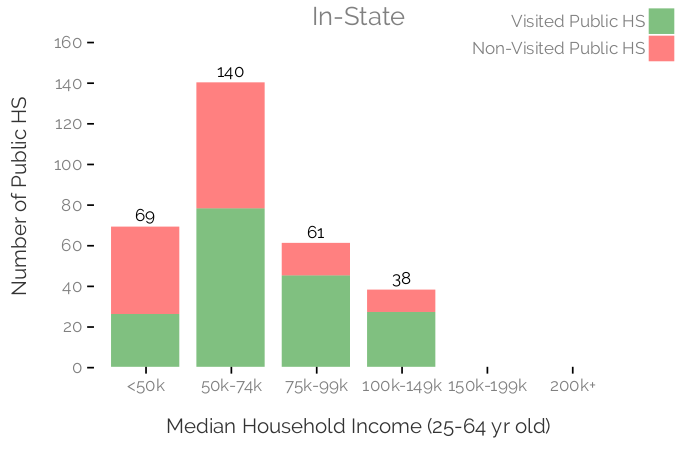 In-State
Visited Public HS
Non-Visited Public HS
160
140
120
100
80
60
40
20
0
Number of Public HS
69
140
61
38
<50k 50k-74k 75k-99k 100k-149k 150k-199k 200k+
Median Household Income (25-64 yr old)